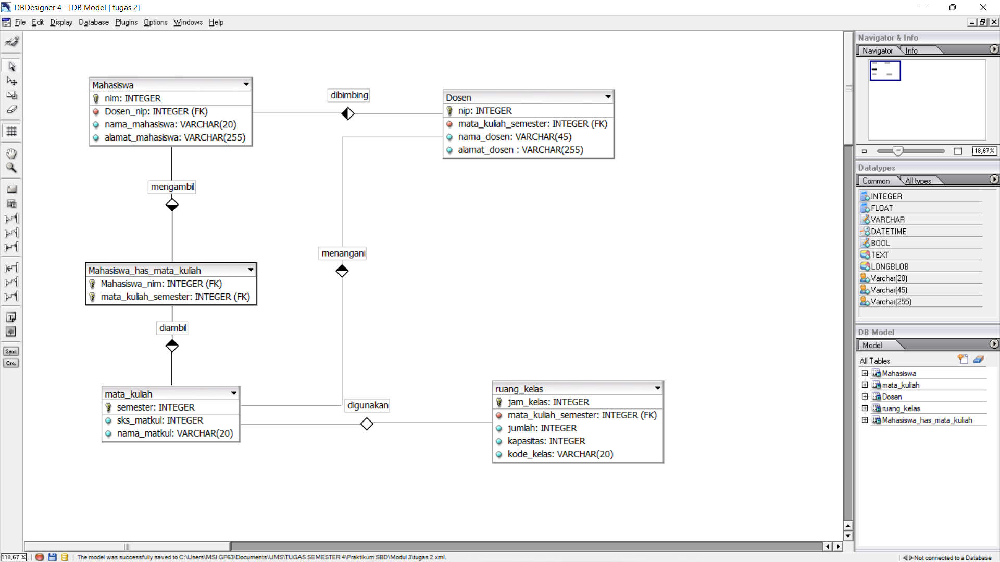 DBDesigner 4 - [DB Model | tugas 2]
File Edit Display Database Plugins Options Windows Help
Mahasiswa
nim: INTEGER
Dosen_nip: INTEGER (FK)
nama_mahasiswa: VARCHAR(20)
alamat_mahasiswa: VARCHAR(255)
dibimbing
Dosen
nip: INTEGER
mata_kuliah_semester: INTEGER (FK)
nama_dosen: VARCHAR(45)
alamat_dosen : VARCHAR(255)
mengambil
menangani
Mahasiswa_has_mata_kuliah
Mahasiswa_nim: INTEGER (FK)
mata_kuliah_semester: INTEGER (FK)
diambil
mata_kuliah
semester: INTEGER
sks_matkul: INTEGER
nama_matkul: VARCHAR(20)
digunakan
ruang_kelas
jam_kelas: INTEGER
mata_kuliah_semester: INTEGER (FK)
jumlah: INTEGER
kapasitas: INTEGER
kode_kelas: VARCHAR(20)
Sync
Cre.
Navigator & Info
Navigator Info
118,67%
Datatypes
Common All types
INTEGER
FLOAT
VARCHAR
DATETIME
BOOL
TEXT
LONGBLOB
Varchar(20)
Varchar(45)
Varchar(255)
DB Model
Model
All Tables
Mahasiswa
mata_kuliah
Dosen
ruang_kelas
Mahasiswa_has_mata_kuliah
118,67 %
The model was successfully saved to C:\Users\MSI GF63\Documents\UMS\TUGAS SEMESTER 4\Praktikum SBD\Modul 3\tugas 2.xml.
Not connected to a Database